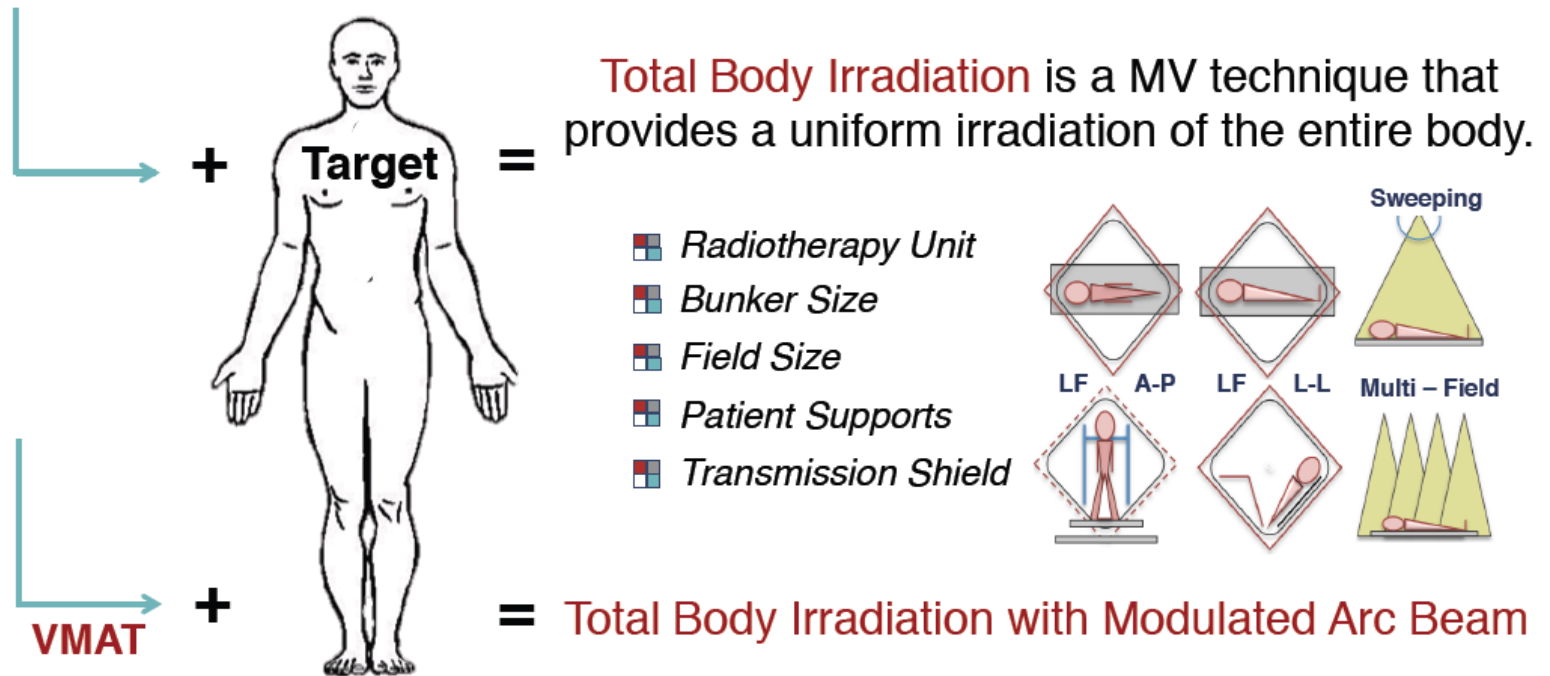 Total Body Irradiation is a MV technique that
provides a uniform irradiation of the entire body.
+
Target
=
Radiotherapy Unit
Bunker Size
Field Size
Patient Supports
Transmission Shield
Sweeping
LF A-P
LF L-L
Multi – Field
VMAT
+
= Total Body Irradiation with Modulated Arc Beam